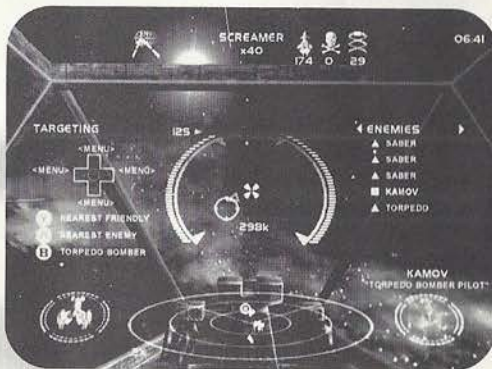 SCREAMER
x40
174 0 29
06:41
TARGETING
<MENU>
<MENU> <MENU>
<MENU>
Y NEAREST FRIENDLY
NEAREST ENEMY
B TORPEDO BOMBER
125
298k
ENEMIES
SABER
SABER
SABER
KAMOV
TORPEDO
KAMOV
"TORPEDO BOMBER PILOT"